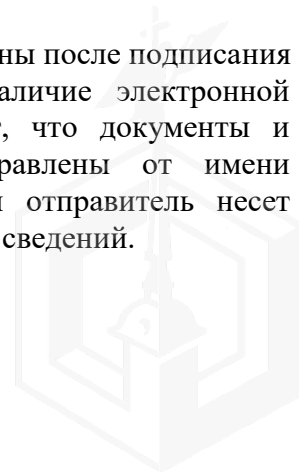 ны после подписания
аличие электронной
, что документы и
равлены от имени
отправитель несет
сведений.